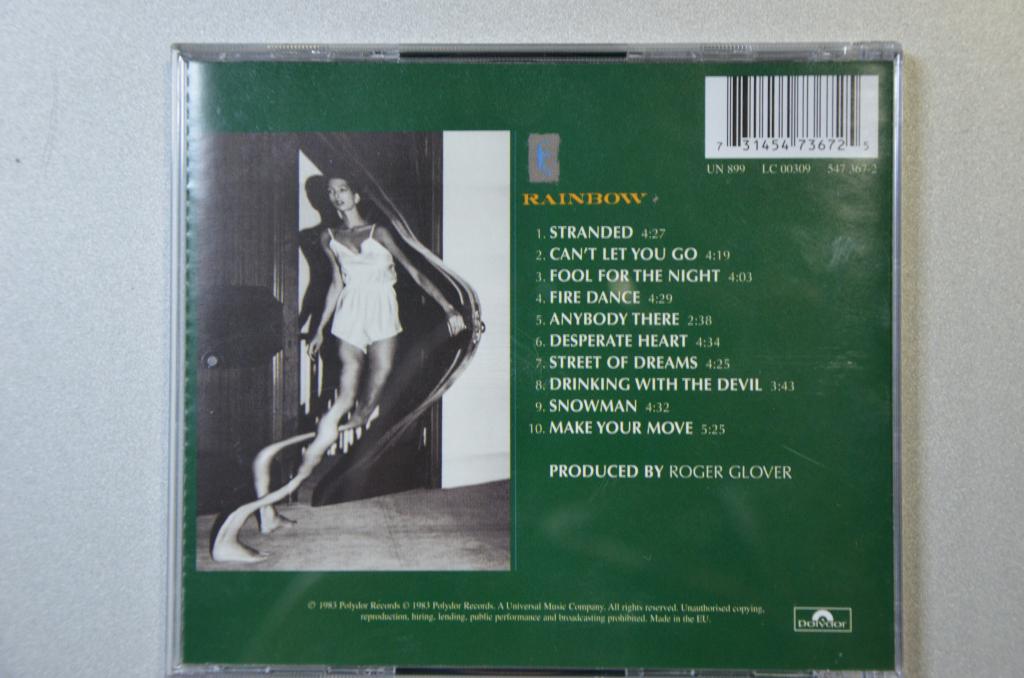 7 31454 73672 5
UN 899 LC 00309 547 367-2
RAINBOW
1. STRANDED 4:27
2. CAN'T LET YOU GO 4:19
3. FOOL FOR THE NIGHT 4:03
4. FIRE DANCE 4:29
5. ANYBODY THERE 2:38
6. DESPERATE HEART 4:34
7. STREET OF DREAMS 4:25
8. DRINKING WITH THE DEVIL 3:43
9. SNOWMAN 4:32
10. MAKE YOUR MOVE 5:25
PRODUCED BY ROGER GLOVER
℗ 1983 Polydor Records © 1983 Polydor Records. A Universal Music Company. All rights reserved. Unauthorised copying,
reproduction, hiring, lending, public performance and broadcasting prohibited. Made in the EU.
polydor